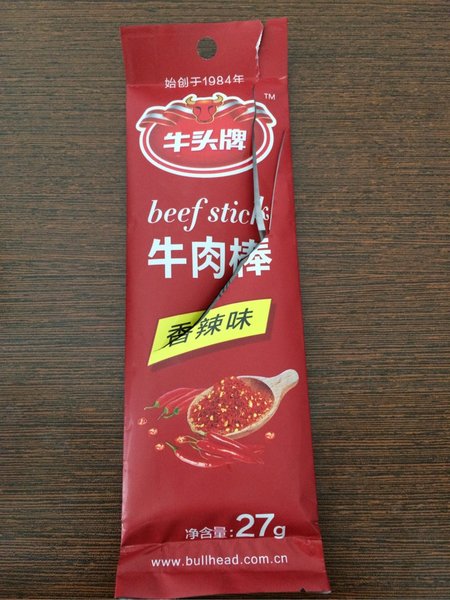 始创于1984年
牛头牌
TM
beef stick
牛肉棒
香辣味
净含量:27g
www.bullhead.com.cn